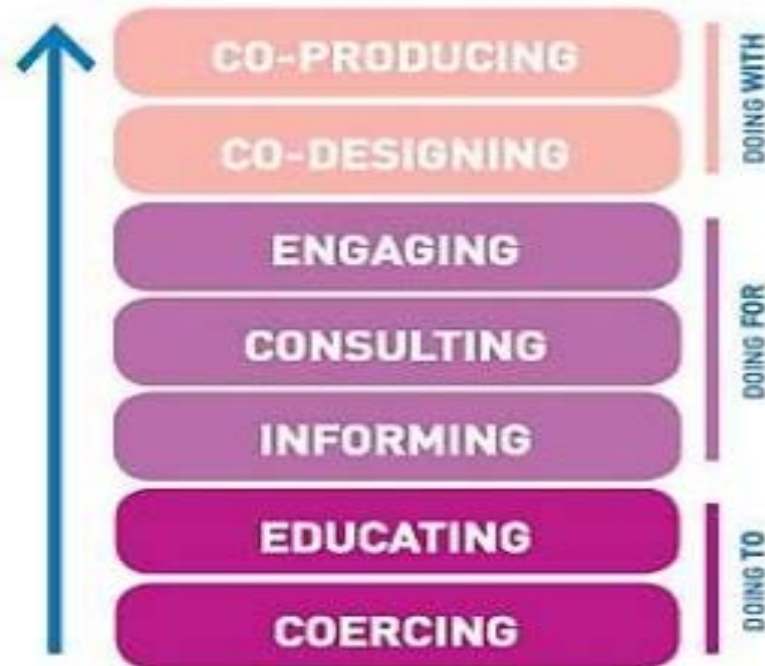 CO-PRODUCING
CO-DESIGNING
DOING WITH
ENGAGING
CONSULTING
INFORMING
DOING FOR
EDUCATING
COERCING
DOING TO